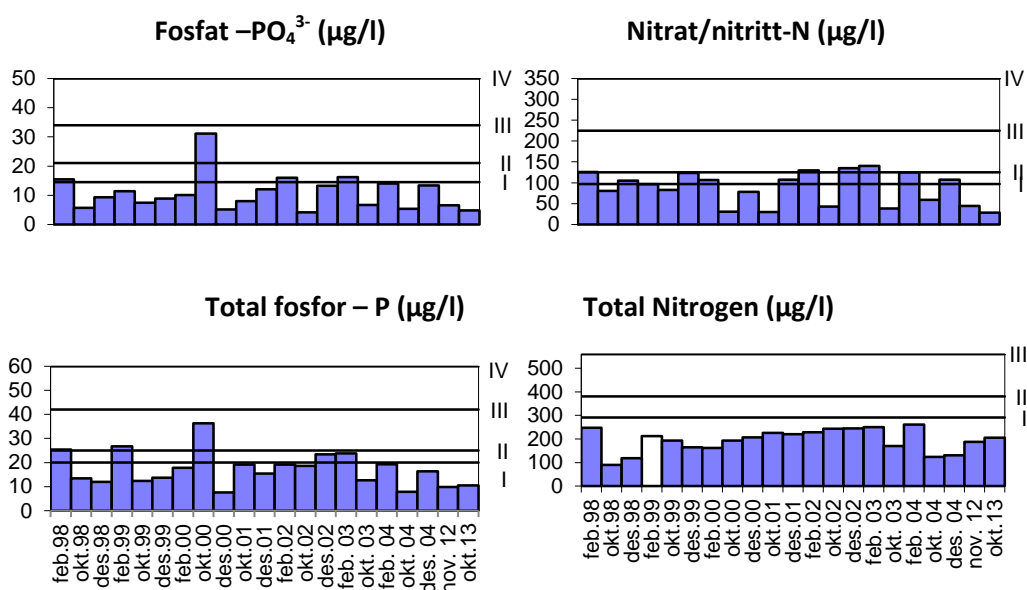 Fosfat –PO₄³⁻ (µg/l)
50
40
30
20
10
0
IV
III
II
I
Nitrat/nitritt-N (µg/l)
350
300
250
200
150
100
50
0
IV
III
II
I
Total fosfor – P (µg/l)
60
50
40
30
20
10
0
IV
III
II
I
feb.98
okt.98
des.98
feb.99
okt.99
des.99
feb.00
okt.00
des.00
okt.01
des.01
feb.02
okt.02
des.02
feb. 03
okt. 03
feb. 04
okt. 04
des. 04
nov. 12
okt.13
Total Nitrogen (µg/l)
500
400
300
200
100
0
III
II
I
feb.98
okt.98
des.98
feb.99
okt.99
des.99
feb.00
okt.00
des.00
okt.01
des.01
feb.02
okt.02
des.02
feb. 03
okt. 03
feb. 04
okt. 04
des. 04
nov. 12
okt.13